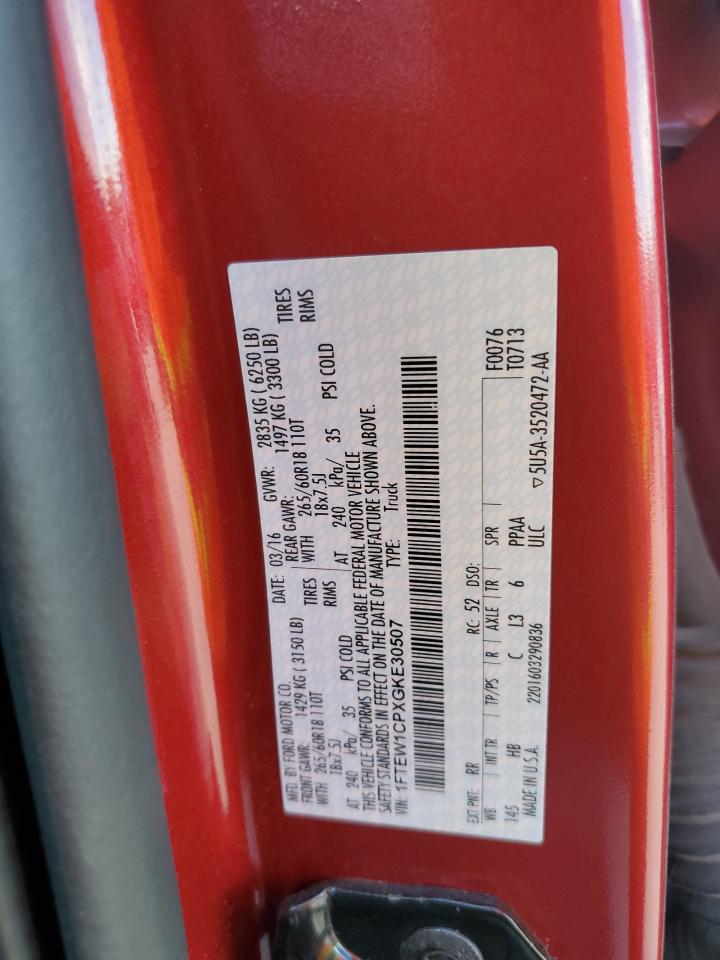 MFD. BY FORD MOTOR CO.
DATE: 03/16 GVWR: 2835 KG ( 6250 LB)
FRONT GAWR: 1429 KG ( 3150 LB) REAR GAWR: 1497 KG ( 3300 LB)
WITH 265/60R18 110T TIRES WITH 265/60R18 110T TIRES
18x7.5J RIMS 18x7.5J RIMS
AT 240 kPa/ 35 PSI COLD AT 240 kPa/ 35 PSI COLD
THIS VEHICLE CONFORMS TO ALL APPLICABLE FEDERAL MOTOR VEHICLE
SAFETY STANDARDS IN EFFECT ON THE DATE OF MANUFACTURE SHOWN ABOVE.
VIN: 1FTEW1CPXGKE30507 TYPE: Truck
EXT PNT: RR RC: 52 DSO: F0076
WB INT TR TP/PS R AXLE TR SPR T0713
145 HB C L3 6 PPAA
ULC ▽5U5A-3520472-AA
MADE IN U.S.A. 2201603290836